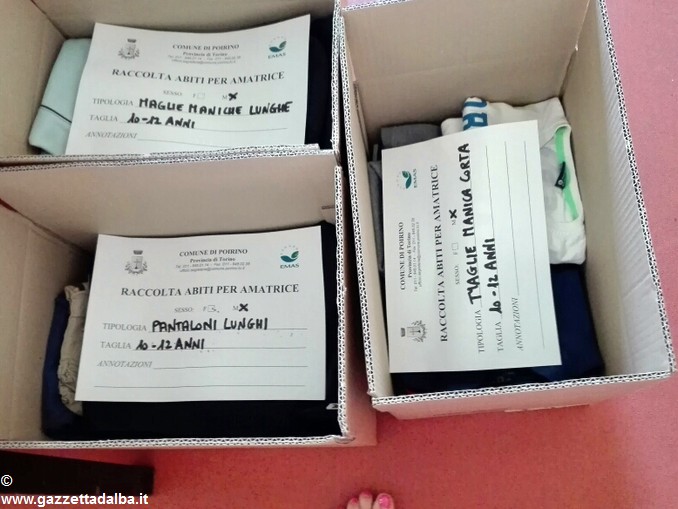 COMUNE DI POIRINO
Provincia di Torino
EMAS
RACCOLTA ABITI PER AMATRICE
SESSO: F M X
TIPOLOGIA MAGLIE MANICHE LUNGHE
TAGLIA 10-12 ANNI
ANNOTAZIONI
COMUNE DI POIRINO
Provincia di Torino
EMAS
RACCOLTA ABITI PER AMATRICE
SESSO: F M X
TIPOLOGIA PANTALONI LUNGHI
TAGLIA 10-12 ANNI
ANNOTAZIONI
COMUNE DI POIRINO
Provincia di Torino
EMAS
RACCOLTA ABITI PER AMATRICE
SESSO: F M X
TIPOLOGIA MAGLIE MANICA CORTA
TAGLIA 10-12 ANNI
ANNOTAZIONI
©
www.gazzettadalba.it